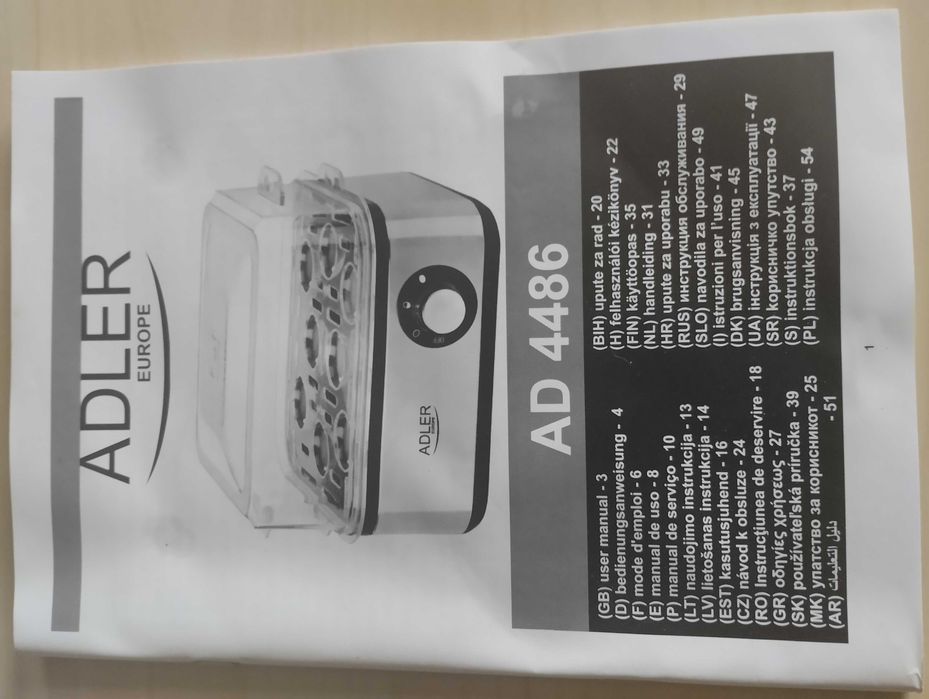 ADLER
EUROPE
ADLER
AD 4486
(GB) user manual - 3
(D) bedienungsanweisung - 4
(F) mode d'emploi - 6
(E) manual de uso - 8
(P) manual de serviço - 10
(LT) naudojimo instrukcija - 13
(LV) lietošanas instrukcija - 14
(EST) kasutusjuhend - 16
(CZ) návod k obsluze - 24
(RO) Instrucţiunea de deservire - 18
(GR) οδηγίες χρήσεως - 27
(SK) používateľská príručka - 39
(MK) упатство за корисникот - 25
(AR) دليل التعليمات - 51
(BIH) upute za rad - 20
(H) felhasználói kézikönyv - 22
(FIN) käyttöopas - 35
(NL) handleiding - 31
(HR) upute za uporabu - 33
(RUS) инструкция обслуживания - 29
(SLO) navodila za uporabo - 49
(I) istruzioni per l'uso - 41
(DK) brugsanvisning - 45
(UA) інструкція з експлуатації - 47
(SR) корисничко упутство - 43
(S) instruktionsbok - 37
(PL) instrukcja obsługi - 54
1